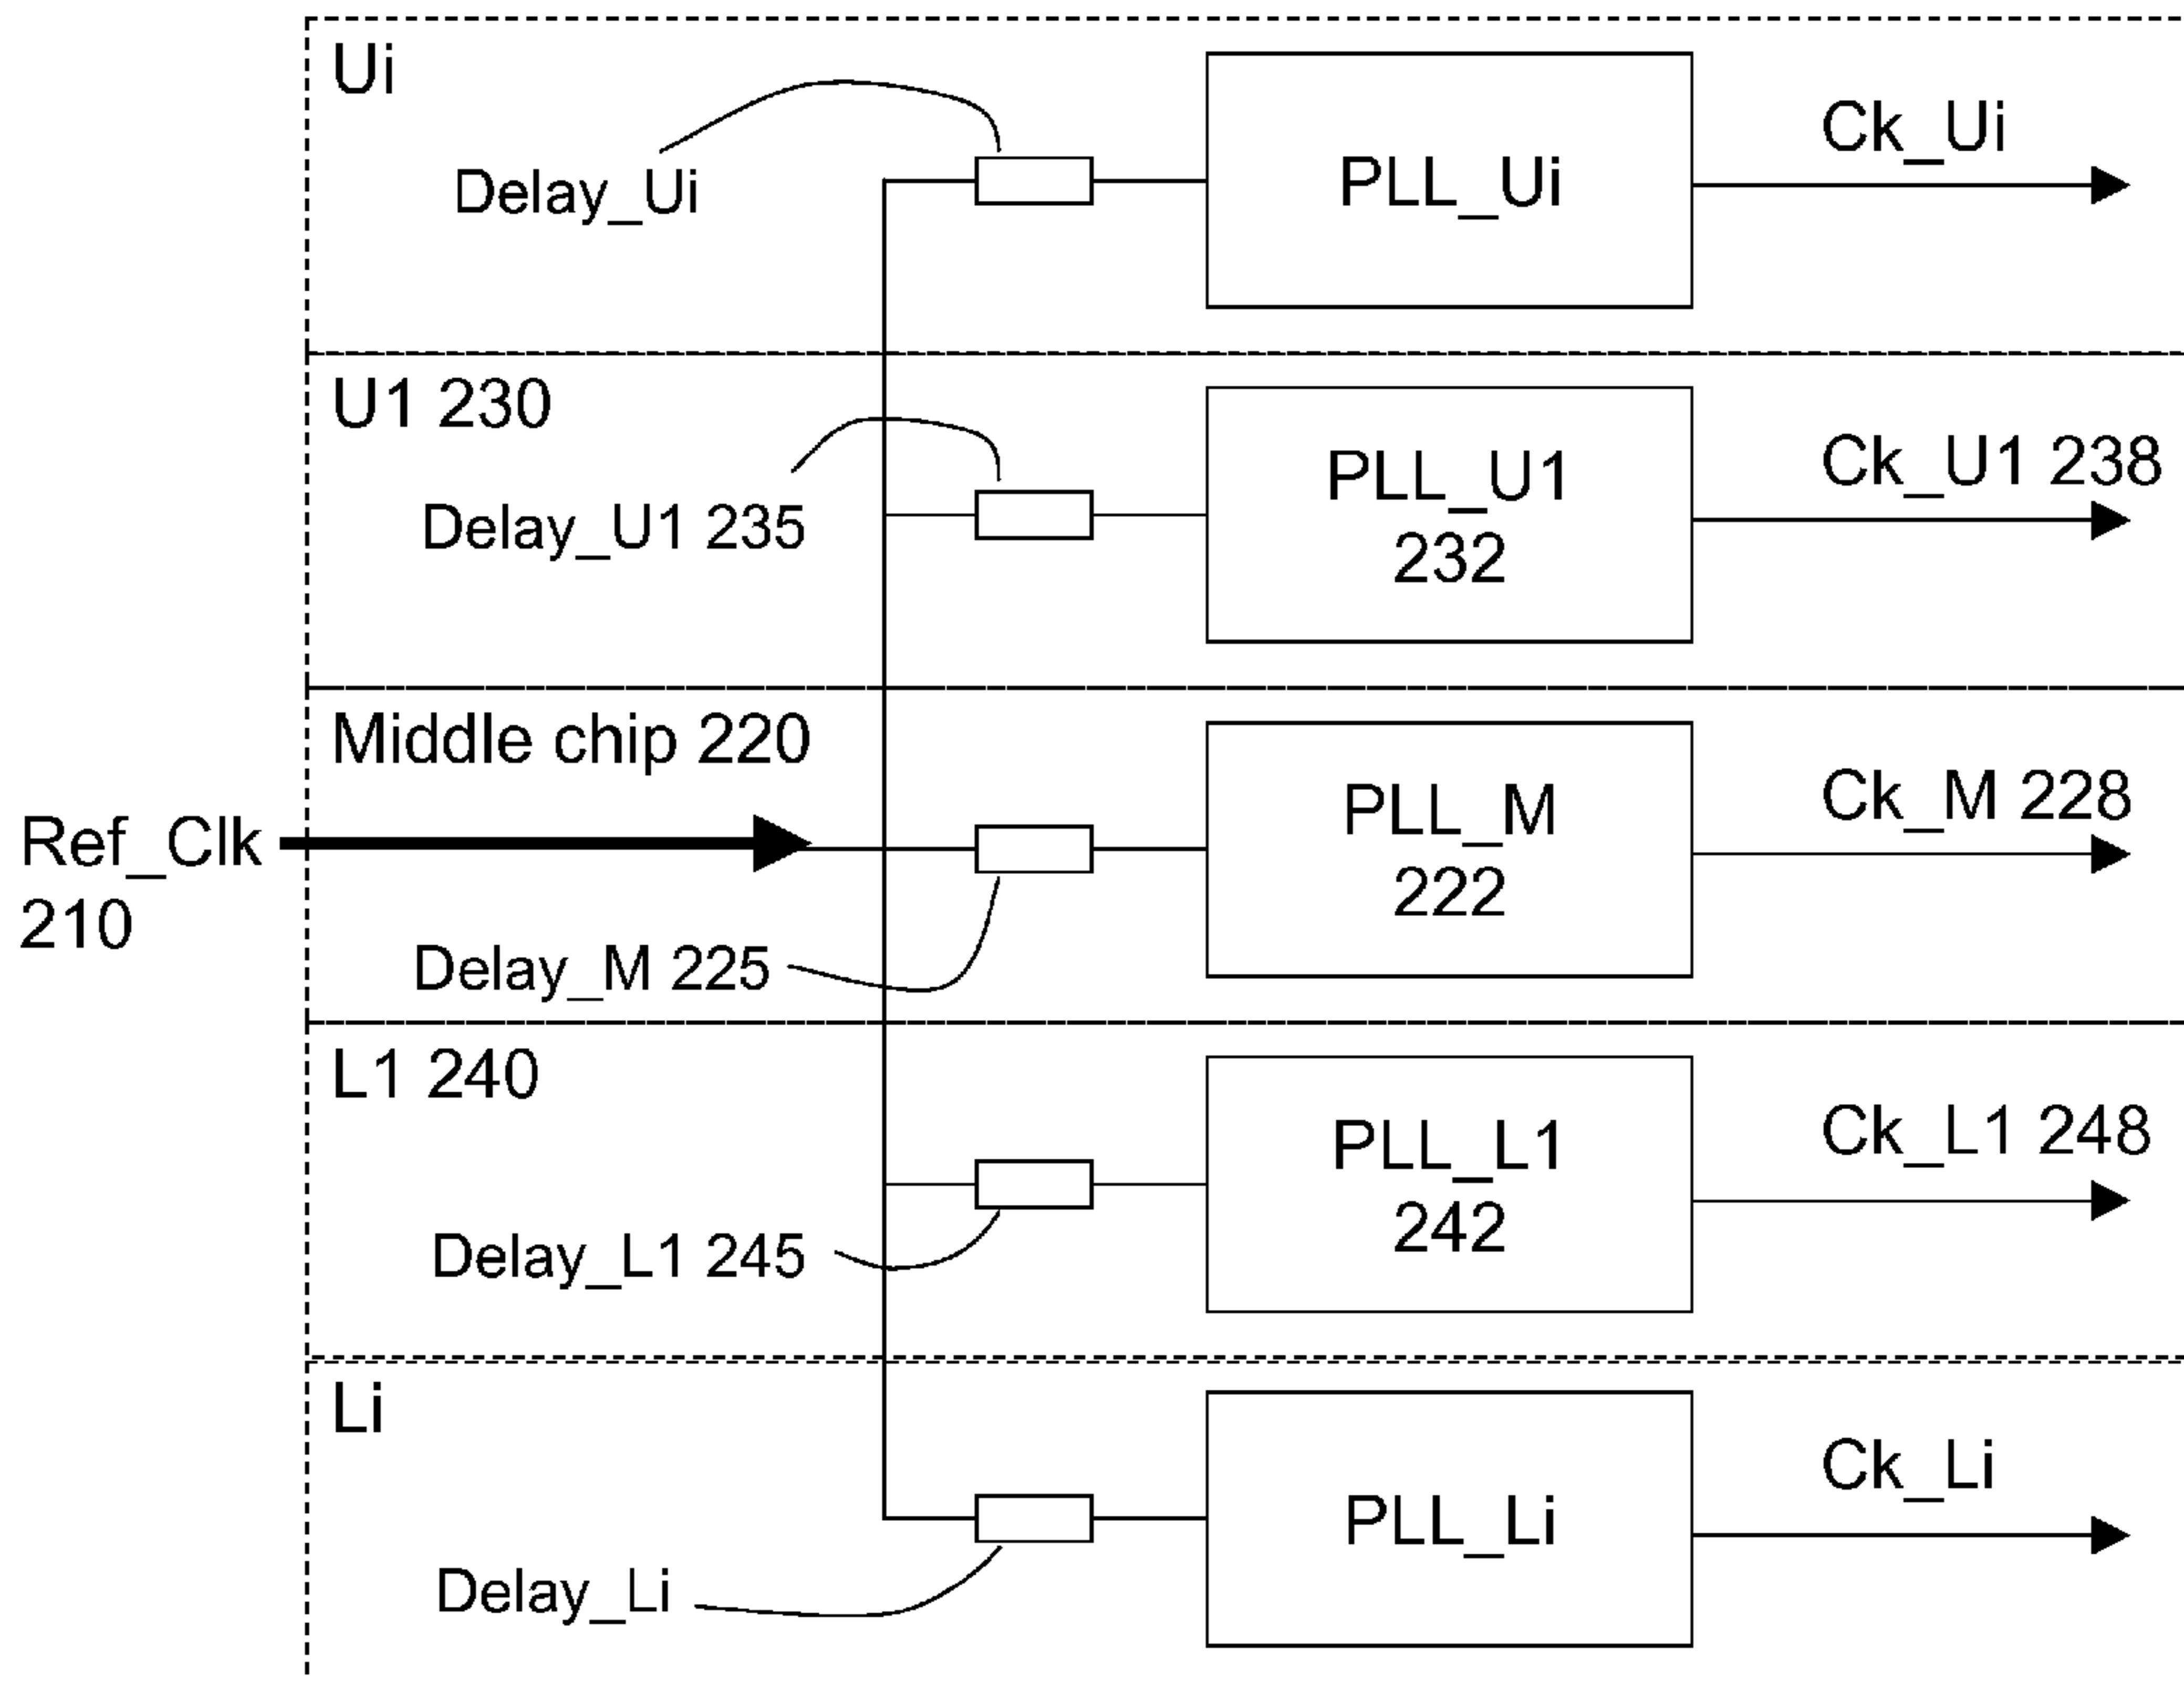 Ui
Delay_Ui
PLL_Ui
Ck_Ui
U1 230
Delay_U1 235
PLL_U1
232
Ck_U1 238
Middle chip 220
Ref_Clk
210
Delay_M 225
PLL_M
222
Ck_M 228
L1 240
Delay_L1 245
PLL_L1
242
Ck_L1 248
Li
Delay_Li
PLL_Li
Ck_Li